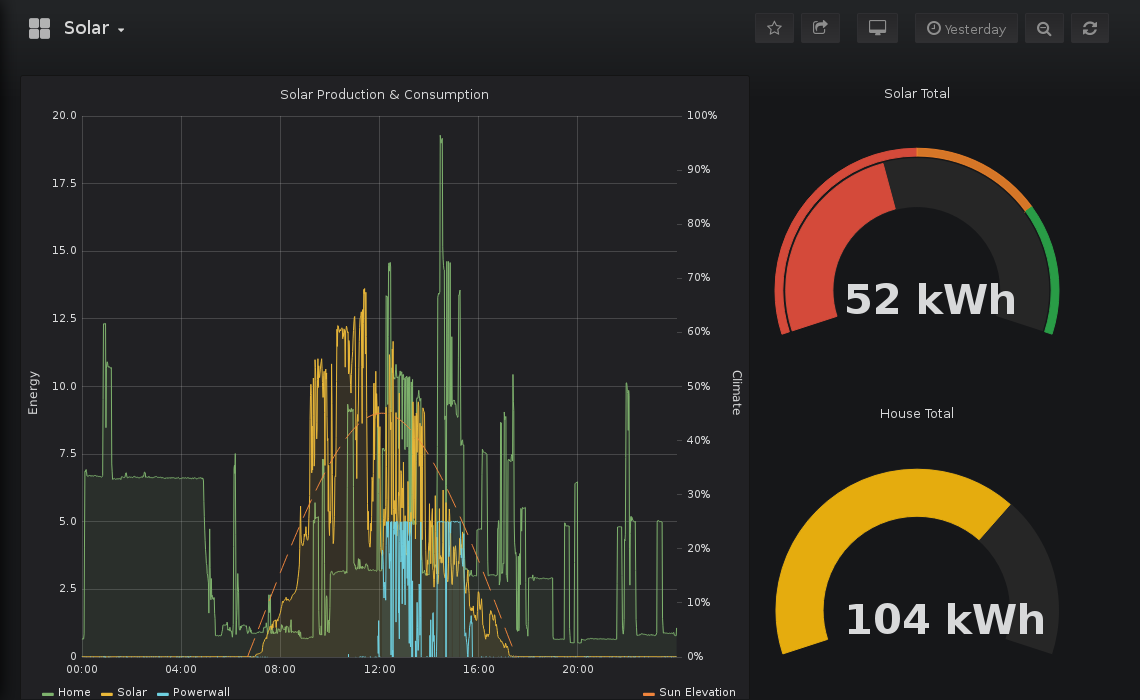 Solar
Yesterday
Solar Production & Consumption
20.0
17.5
15.0
12.5
10.0
7.5
5.0
2.5
0
Energy
100%
90%
80%
70%
60%
50%
40%
30%
20%
10%
0%
Climate
00:00 04:00 08:00 12:00 16:00 20:00
Home Solar Powerwall Sun Elevation
Solar Total
52 kWh
House Total
104 kWh